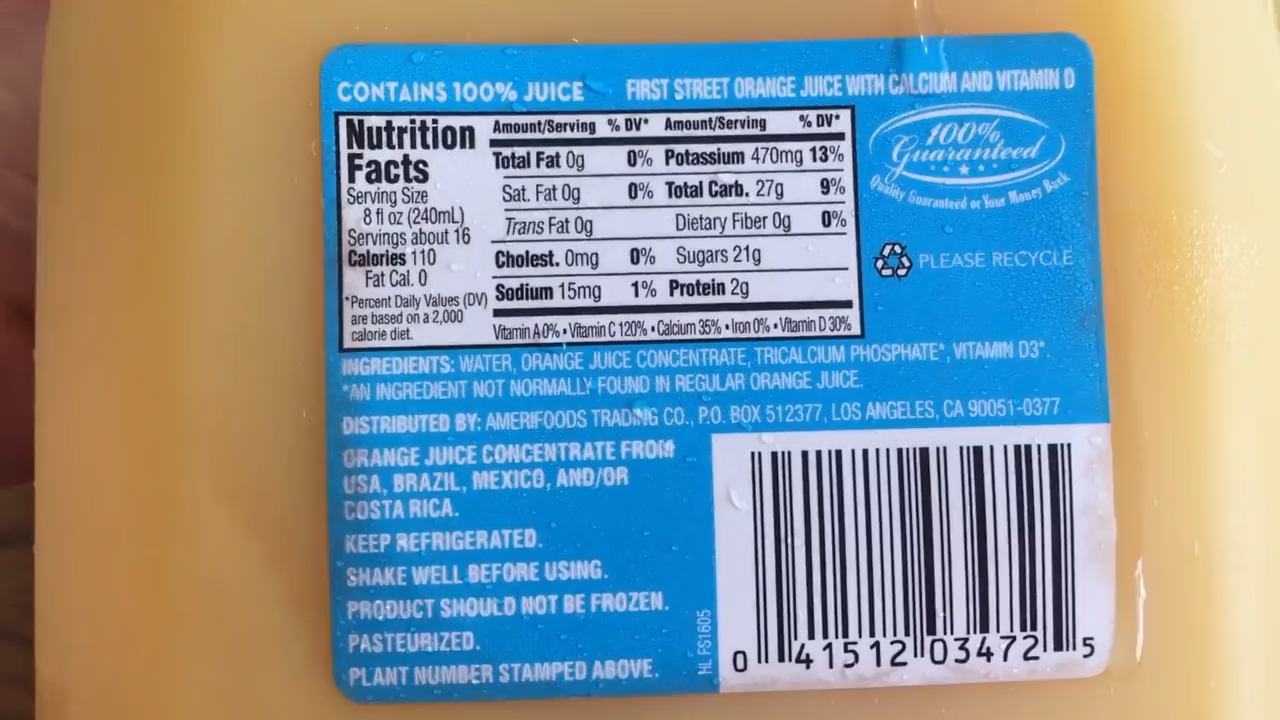 CONTAINS 100% JUICE
FIRST STREET ORANGE JUICE WITH CALCIUM AND VITAMIN D
Nutrition
Facts
Serving Size
8 fl oz (240mL)
Servings about 16
Calories 110
Fat Cal. 0
*Percent Daily Values (DV)
are based on a 2,000
calorie diet.
Amount/Serving % DV* Amount/Serving % DV*
Total Fat 0g 0% Potassium 470mg 13%
Sat. Fat 0g 0% Total Carb. 27g 9%
Trans Fat 0g Dietary Fiber 0g 0%
Cholest. 0mg 0% Sugars 21g
Sodium 15mg 1% Protein 2g
Vitamin A 0% • Vitamin C 120% • Calcium 35% • Iron 0% • Vitamin D 30%
100%
Guaranteed
Quality Guaranteed or Your Money Back
PLEASE RECYCLE
INGREDIENTS: WATER, ORANGE JUICE CONCENTRATE, TRICALCIUM PHOSPHATE*, VITAMIN D3*.
*AN INGREDIENT NOT NORMALLY FOUND IN REGULAR ORANGE JUICE.
DISTRIBUTED BY: AMERIFOODS TRADING CO., P.O. BOX 512377, LOS ANGELES, CA 90051-0377
ORANGE JUICE CONCENTRATE FROM
USA, BRAZIL, MEXICO, AND/OR
COSTA RICA.
KEEP REFRIGERATED.
SHAKE WELL BEFORE USING.
PRODUCT SHOULD NOT BE FROZEN.
PASTEURIZED.
PLANT NUMBER STAMPED ABOVE.
HL FS1605
0 41512 03472 5